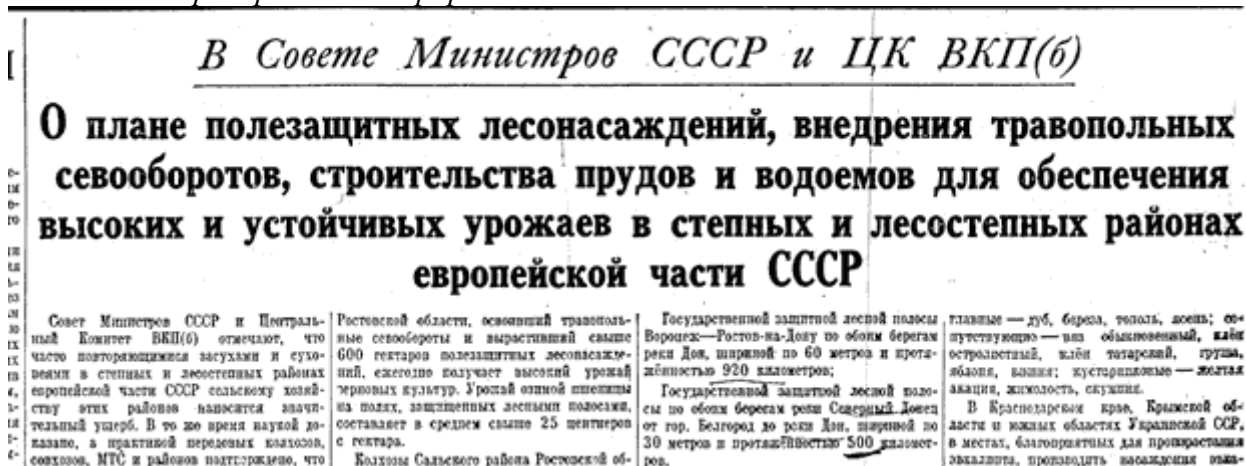 В Совете Министров СССР и ЦК ВКП(б)
О плане полезащитных лесонасаждений, внедрения травопольных
севооборотов, строительства прудов и водоемов для обеспечения
высоких и устойчивых урожаев в степных и лесостепных районах
европейской части СССР
Совет Министров СССР и Централь-
ный Комитет ВКП(б) отмечают, что
часто повторяющимися засухами и сухо-
веями в степных и лесостепных районах
европейской части СССР сельскому хозяй-
ству этих районов наносится значи-
тельный ущерб. В то же время наукой до-
казано, а практикой передовых колхозов,
совхозов, МТС и районов подтверждено, что
Ростовской области, освоивший травополь-
ные севообороты и вырастивший свыше
600 гектаров полезащитных лесонасажде-
ний, ежегодно получает высокий урожай
зерновых культур. Урожай озимой пшеницы
на полях, защищенных лесными полосами,
составляет в среднем свыше 25 центнеров
с гектара.
Колхозы Сальского района Ростовской об-
Государственной защитной лесной полосы
Воронеж—Ростов-на-Дону по обоим берегам
реки Дон, шириной по 60 метров и протя-
жённостью 920 километров;
Государственной защитной лесной поло-
сы по обоим берегам реки Северный Донец
от гор. Белгород до реки Дон, шириной по
30 метров и протяжённостью 500 километ-
ров.
главные — дуб, береза, тополь, ясень; со-
путствующие — вяз обыкновенный, клён
остролистный, клён татарский, груша,
яблоня, вишня; кустарниковые — желтая
акация, жимолость, скумпия.
В Краснодарском крае, Крымской об-
ласти и южных областях Украинской ССР,
в местах, благоприятных для произрастания
эвкалипта, производить насаждения эвка-